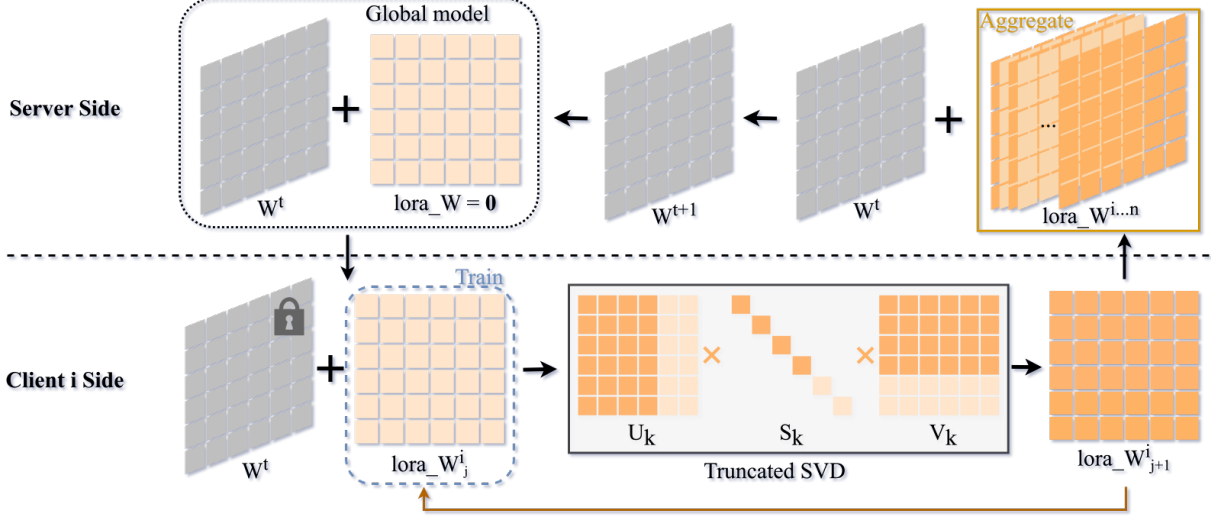 Global model
Aggregate
Server Side
+
+
...
W^t
lora_W = 0
W^{t+1}
W^t
lora_W^{i...n}
Train
Client i Side
+
×
×
W^t
lora_W^i_j
U_k
S_k
V_k
lora_W^i_{j+1}
Truncated SVD